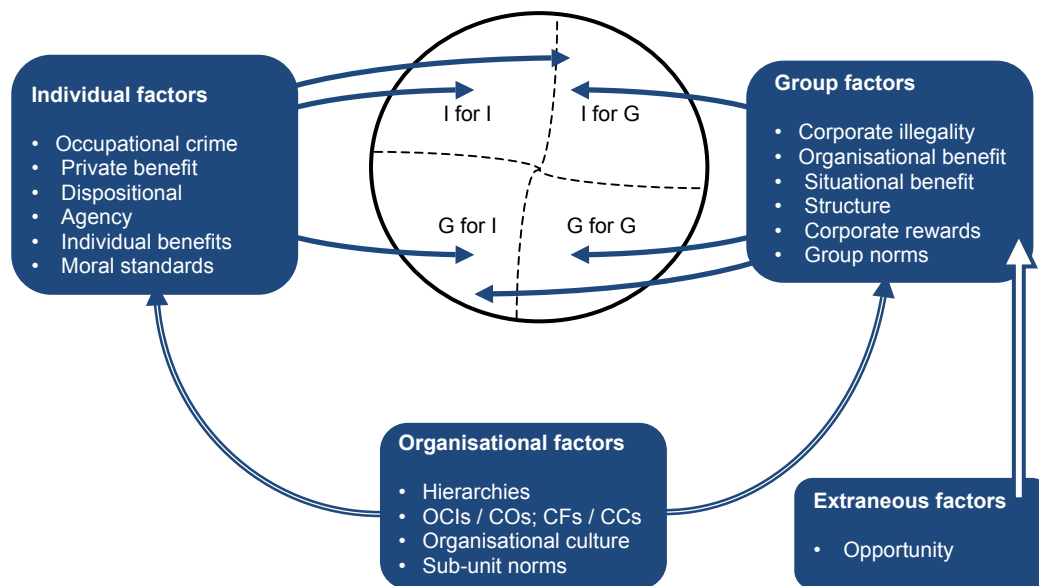 Individual factors
• Occupational crime
• Private benefit
• Dispositional
• Agency
• Individual benefits
• Moral standards
I for I
I for G
G for I
G for G
Group factors
• Corporate illegality
• Organisational benefit
• Situational benefit
• Structure
• Corporate rewards
• Group norms
Organisational factors
• Hierarchies
• OCIs / COs; CFs / CCs
• Organisational culture
• Sub-unit norms
Extraneous factors
• Opportunity